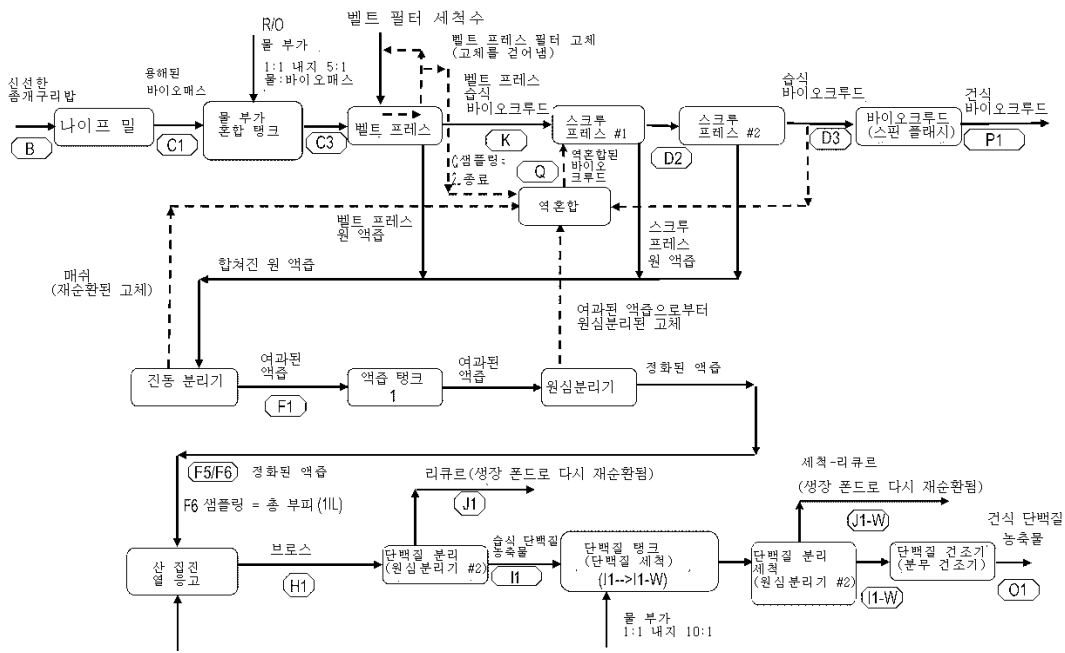 벨트 필터 세척수
R/O
물 부가
1:1 내지 5:1
물:바이오매스
벨트 프레스 필터 고체
(고체를 걷어냄)
신선한
좀개구리밥
용해된
바이오매스
벨트 프레스
습식
바이오크루드
습식
바이오크루드
건식
바이오크루드
B
나이프 밀
C1
물 부가
혼합 탱크
C3
벨트 프레스
K
스크루
프레스 #1
D2
스크루
프레스 #2
D3
바이오크루드
(스핀 플래시)
P1
Q샘플링=
2.종료
Q
역혼합된
바이오
크루드
역혼합
벨트 프레스
원 액즙
스크루
프레스
원 액즙
합쳐진 원 액즙
매쉬
(재순환된 고체)
여과된 액즙으로부터
원심분리된 고체
진동 분리기
여과된
액즙
F1
액즙 탱크
1
여과된
액즙
원심분리기
정화된 액즙
F5/F6
정화된 액즙
F6 샘플링 = 총 부피(1IL)
리큐르(생장 폰드로 다시 재순환됨)
J1
세척-리큐르
(생장 폰드로 다시 재순환됨)
J1-W
건식 단백질
농축물
산 집진
열 응고
브로스
H1
단백질 분리
(원심분리기 #2)
습식 단백질
농축물
I1
단백질 탱크
(단백질 세척)
(I1-->I1-W)
단백질 분리
세척
(원심분리기 #2)
I1-W
단백질 건조기
(분무 건조기)
O1
물 부가
1:1 내지 10:1